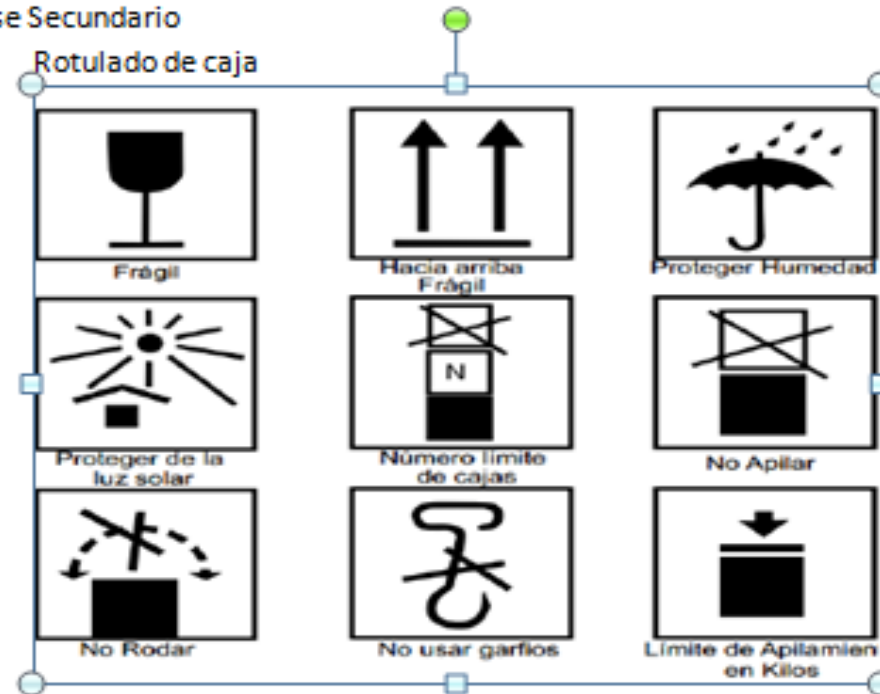 se Secundario
Rotulado de caja
Frágil
Hacia arriba
Frágil
Proteger Humedad
Proteger de la
luz solar
N
Número límite
de cajas
No Apilar
No Rodar
No usar garfios
Límite de Apilamien
en Kilos